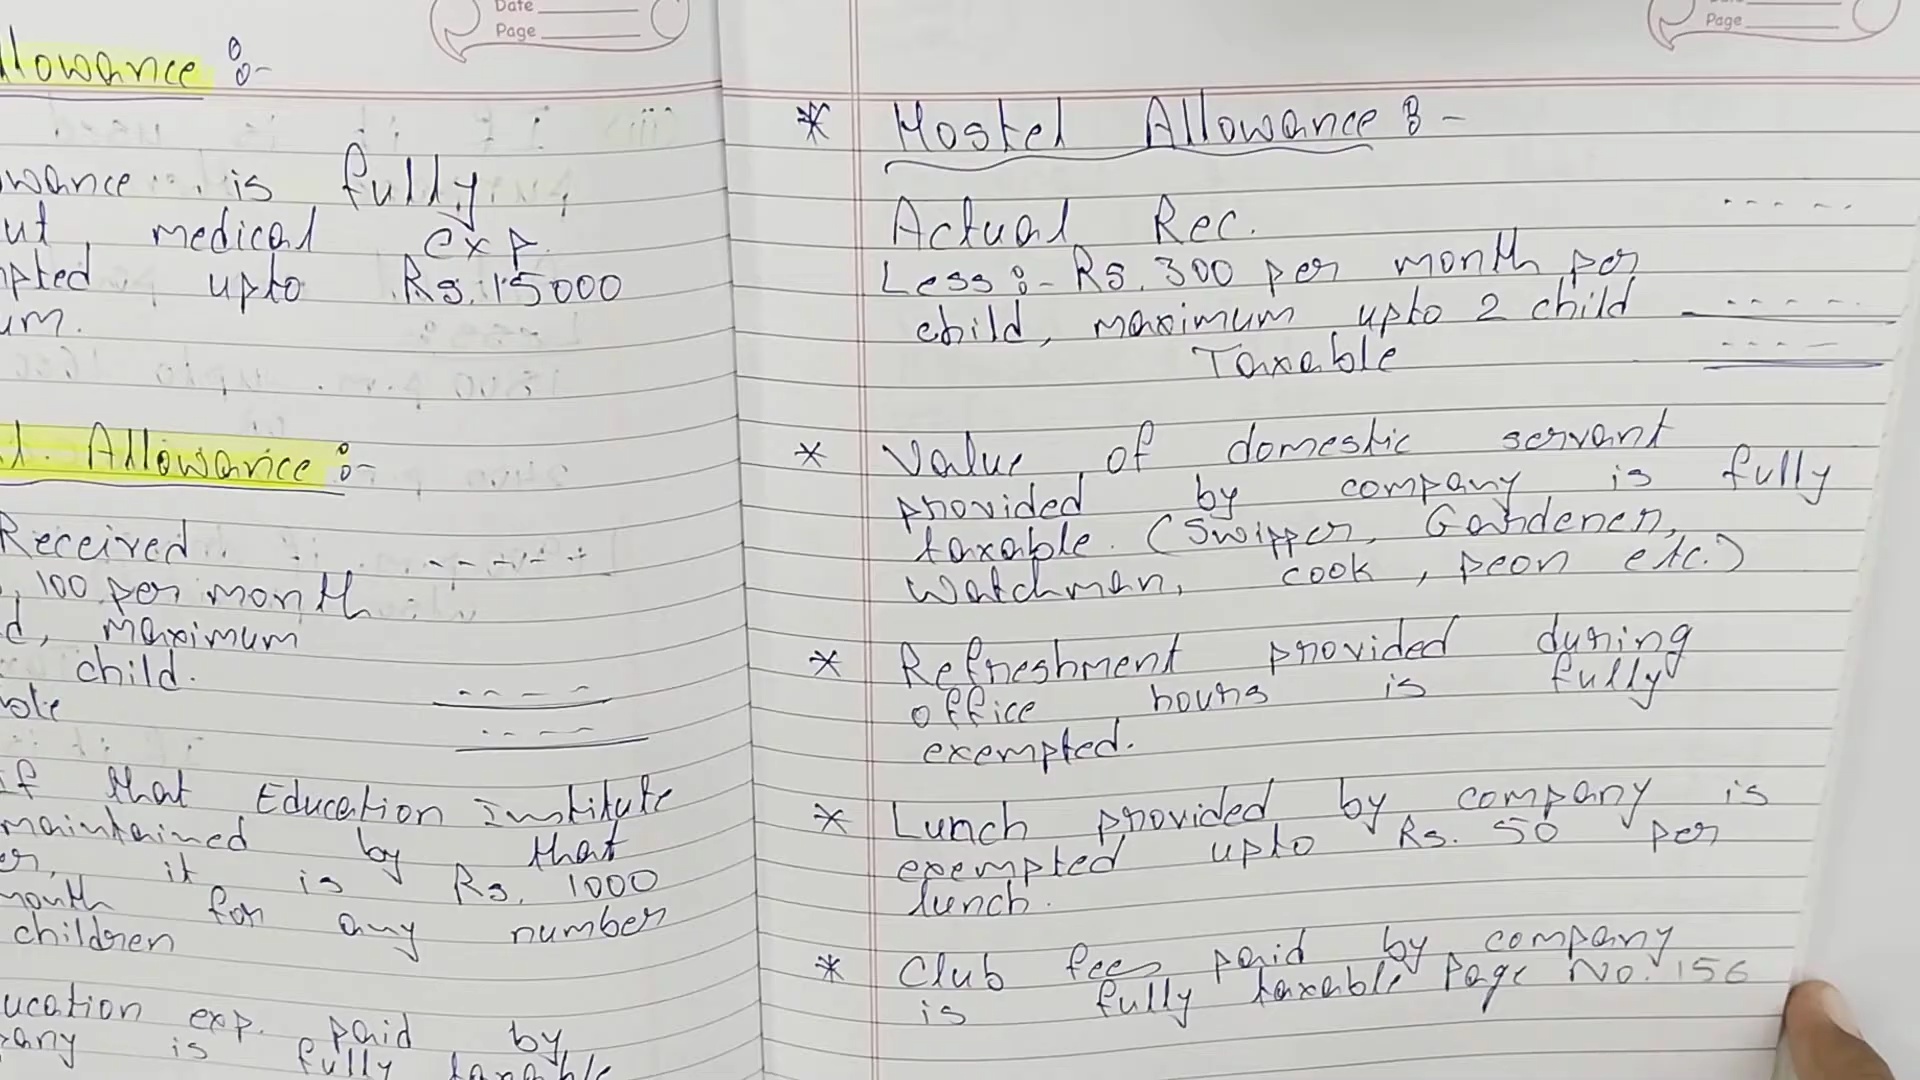 Date
Page
llowance :-
wance is fully
ut medical exp.
pted upto Rs. 15000
um.
l. Allowance :-
Received
100 per month
d, maximum
child.
ble
if that Education Institute
maintained by that
er, it is Rs. 1000
month for any number
children
ucation exp. paid by
pany is fully taxable
Page
* Hostel Allowance :-
Actual Rec.
Less :- Rs. 300 per month per
child, maximum upto 2 child
Taxable
* Value of domestic servant
provided by company is fully
taxable. (Swipper, Gardener,
Watchman, cook, peon etc.)
* Refreshment provided during
office hours is fully
exempted.
* Lunch provided by company is
exempted upto Rs. 50 per
lunch.
* Club fees paid by company
is fully taxable Page No. 156